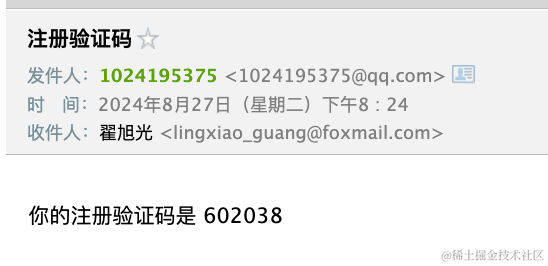 注册验证码
发件人：1024195375 <1024195375@qq.com>
时 间：2024年8月27日（星期二）下午8：24
收件人：翟旭光 <lingxiao_guang@foxmail.com>
你的注册验证码是 602038
@稀土掘金技术社区